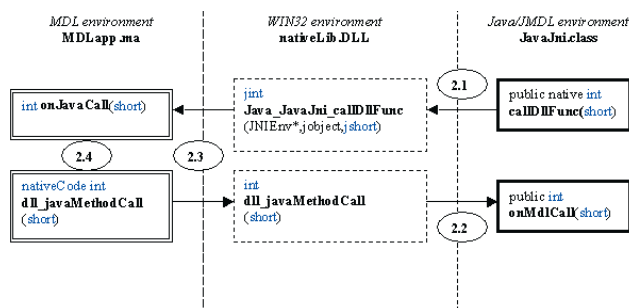 MDL environment
MDLapp.ma
WIN32 environment
nativeLib.DLL
Java/JMDL environment
JavaJni.class
2.1
int onJavaCall(short)
jint
Java_JavaJni_callDllFunc
(JNIEnv*,jobject,jshort)
public native int
callDllFunc(short)
2.4
2.3
nativeCode int
dll_javaMethodCall
(short)
int
dll_javaMethodCall
(short)
public int
onMdlCall(short)
2.2